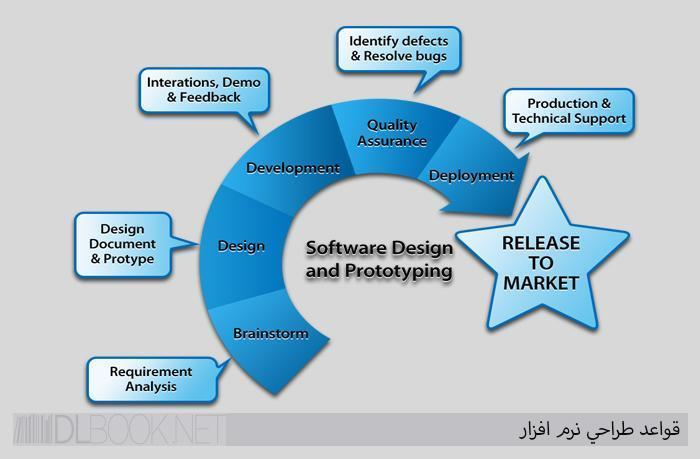 Identify defects
& Resolve bugs
Interations, Demo
& Feedback
Production &
Technical Support
Quality
Assurance
Development
Deployment
Design
Document
& Protype
Design
Software Design
and Prototyping
RELEASE
TO
MARKET
Brainstorm
Requirement
Analysis
DLBOOK.NET
قواعد طراحي نرم افزار